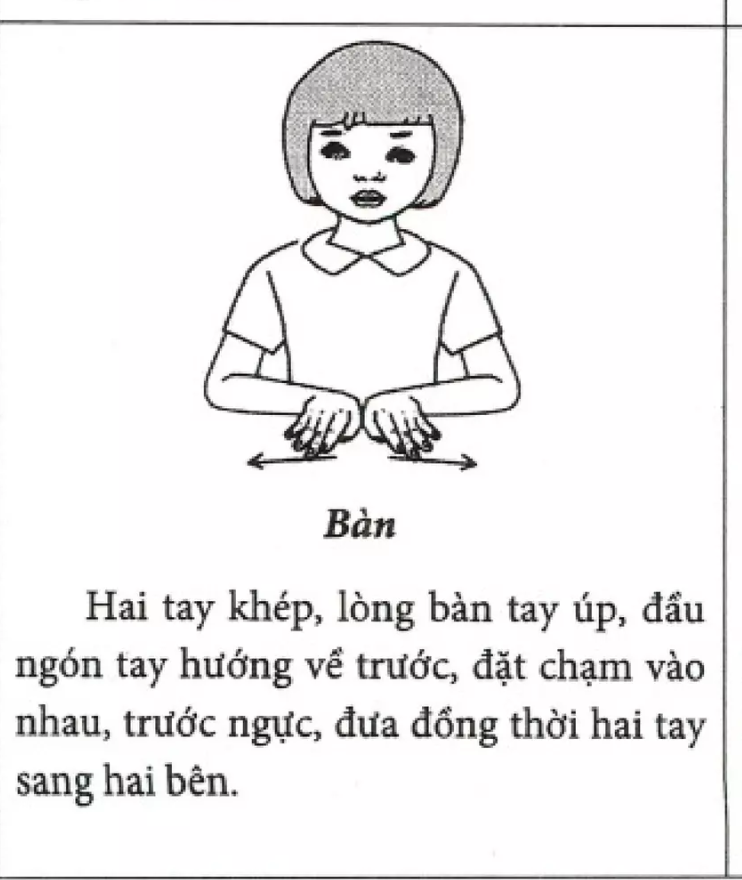 Bàn
Hai tay khép, lòng bàn tay úp, đầu
ngón tay hướng về trước, đặt chạm vào
nhau, trước ngực, đưa đồng thời hai tay
sang hai bên.